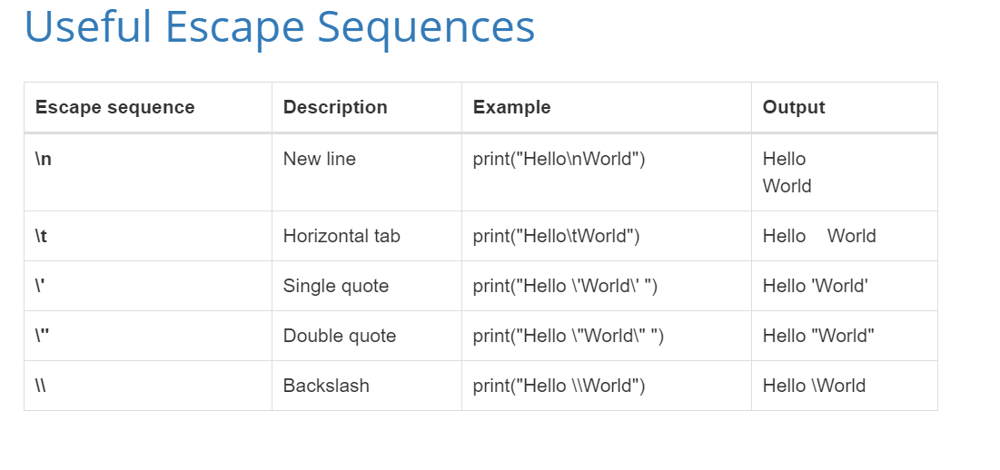 Useful Escape Sequences
Escape sequence Description Example Output
\n New line print("Hello\nWorld") Hello
World
\t Horizontal tab print("Hello\tWorld") Hello    World
\' Single quote print("Hello \'World\' ") Hello 'World'
\" Double quote print("Hello \"World\" ") Hello "World"
\\ Backslash print("Hello \\World") Hello \World